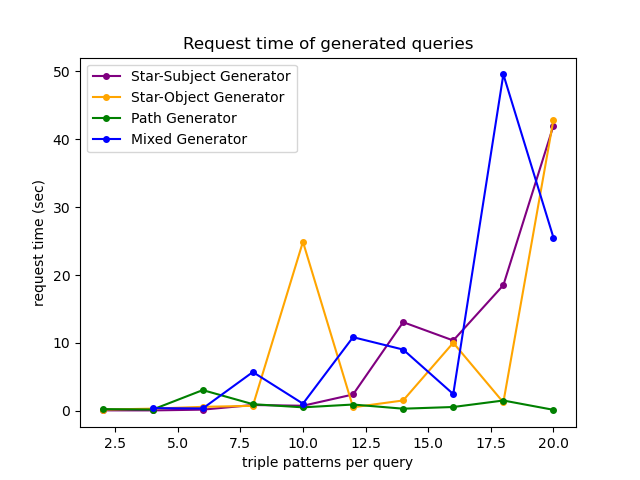 Request time of generated queries
Star-Subject Generator
Star-Object Generator
Path Generator
Mixed Generator
request time (sec)
50
40
30
20
10
0
2.5 5.0 7.5 10.0 12.5 15.0 17.5 20.0
triple patterns per query